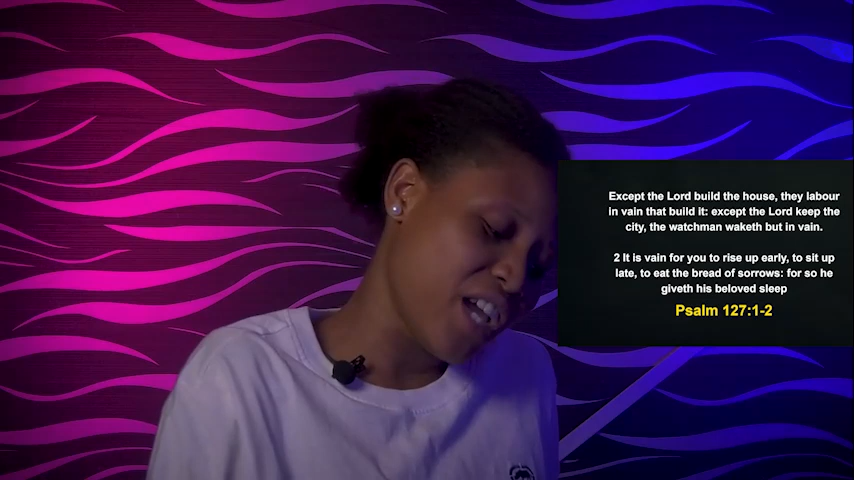 Except the Lord build the house, they labour
in vain that build it: except the Lord keep the
city, the watchman waketh but in vain.
2 It is vain for you to rise up early, to sit up
late, to eat the bread of sorrows: for so he
giveth his beloved sleep
Psalm 127:1-2